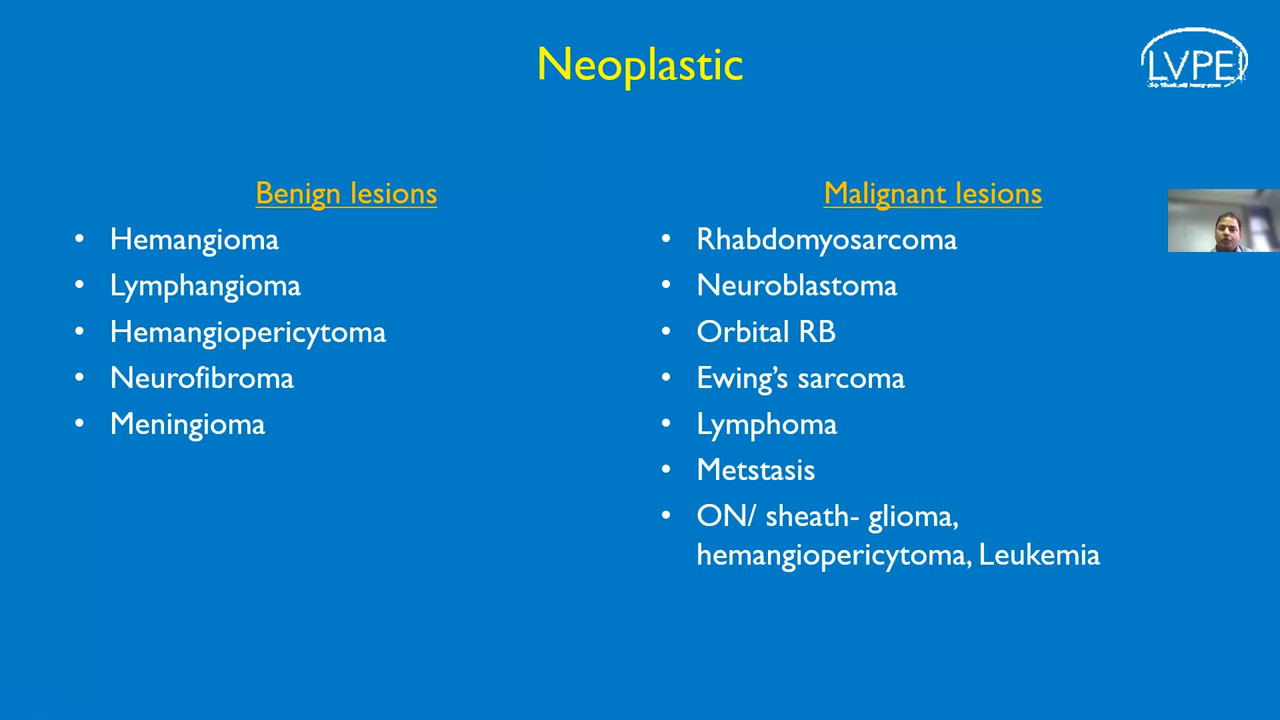 Neoplastic
LVPEI
Benign lesions
• Hemangioma
• Lymphangioma
• Hemangiopericytoma
• Neurofibroma
• Meningioma
Malignant lesions
• Rhabdomyosarcoma
• Neuroblastoma
• Orbital RB
• Ewing’s sarcoma
• Lymphoma
• Metstasis
• ON/ sheath- glioma,
hemangiopericytoma, Leukemia